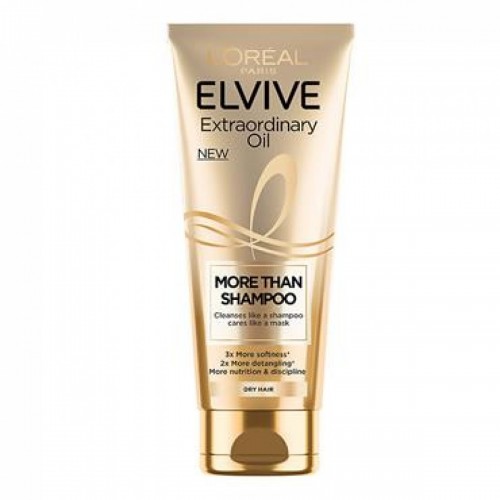 L'ORÉAL
PARIS
ELVIVE
Extraordinary
Oil
NEW
MORE THAN
SHAMPOO
Cleanses like a shampoo
cares like a mask
3x More softness*
2x More detangling*
More nutrition & discipline
DRY HAIR